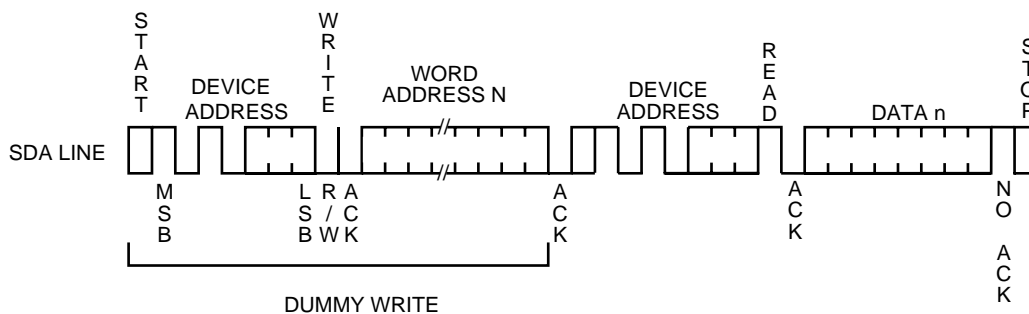 START
WRITE
READ
STOP
DEVICE
ADDRESS
WORD
ADDRESS N
DEVICE
ADDRESS
DATA n
SDA LINE
MSB
LSB
R/W
ACK
ACK
ACK
NO ACK
DUMMY WRITE